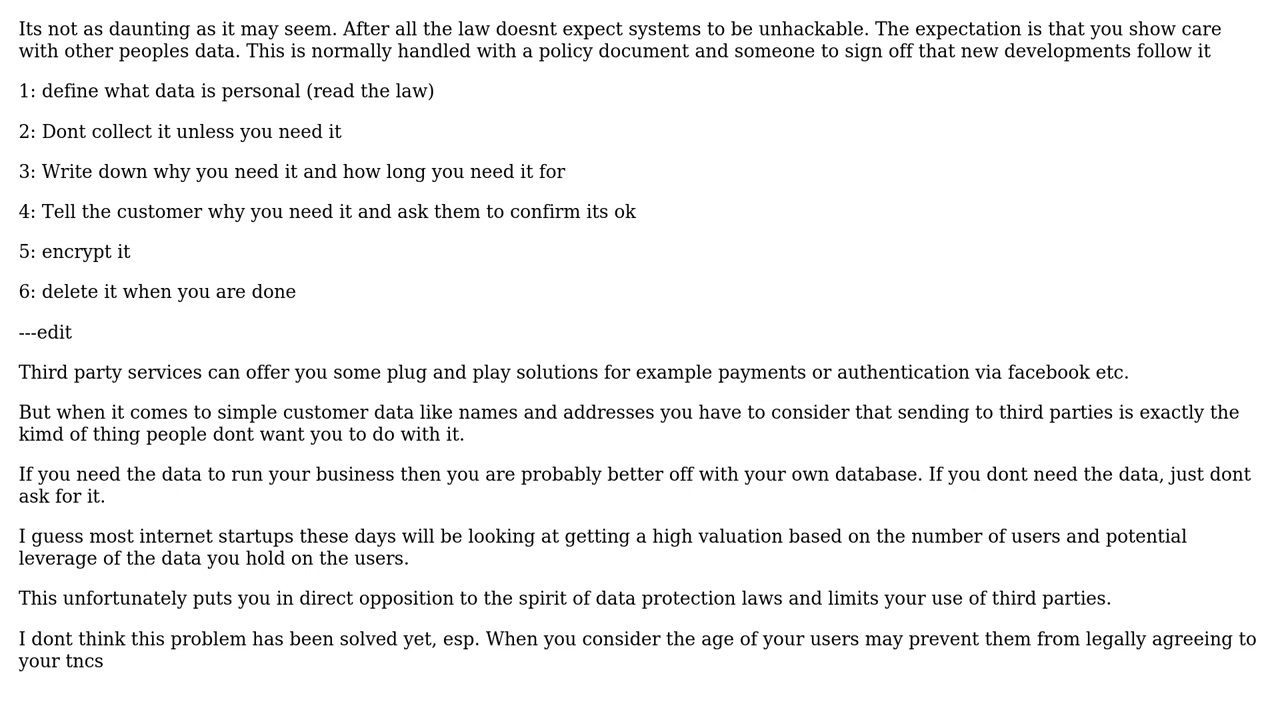 Its not as daunting as it may seem. After all the law doesnt expect systems to be unhackable. The expectation is that you show care
with other peoples data. This is normally handled with a policy document and someone to sign off that new developments follow it
1: define what data is personal (read the law)
2: Dont collect it unless you need it
3: Write down why you need it and how long you need it for
4: Tell the customer why you need it and ask them to confirm its ok
5: encrypt it
6: delete it when you are done
---edit
Third party services can offer you some plug and play solutions for example payments or authentication via facebook etc.
But when it comes to simple customer data like names and addresses you have to consider that sending to third parties is exactly the
kimd of thing people dont want you to do with it.
If you need the data to run your business then you are probably better off with your own database. If you dont need the data, just dont
ask for it.
I guess most internet startups these days will be looking at getting a high valuation based on the number of users and potential
leverage of the data you hold on the users.
This unfortunately puts you in direct opposition to the spirit of data protection laws and limits your use of third parties.
I dont think this problem has been solved yet, esp. When you consider the age of your users may prevent them from legally agreeing to
your tncs